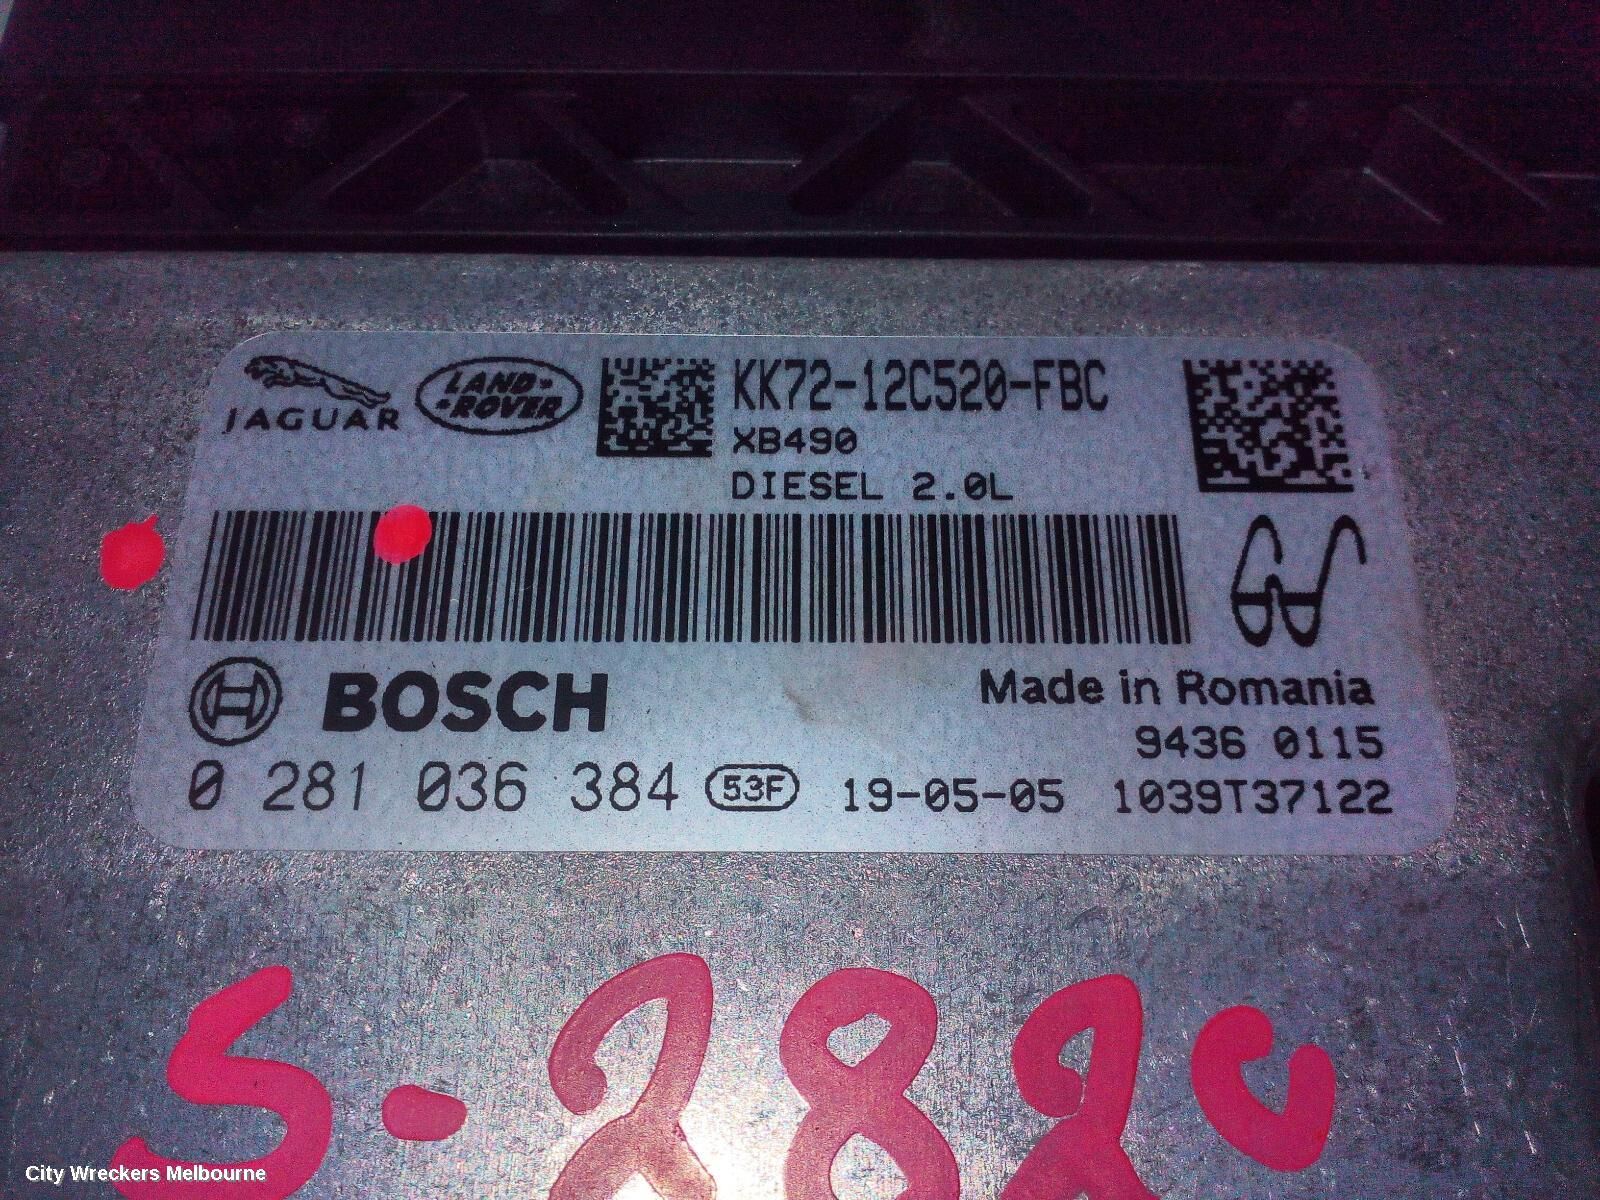 JAGUAR
LAND
ROVER
KK72-12C520-FBC
XB490
DIESEL 2.0L
BOSCH
Made in Romania
9436 0115
0 281 036 384 53F 19-05-05 1039T37122
S-2820
City Wreckers Melbourne